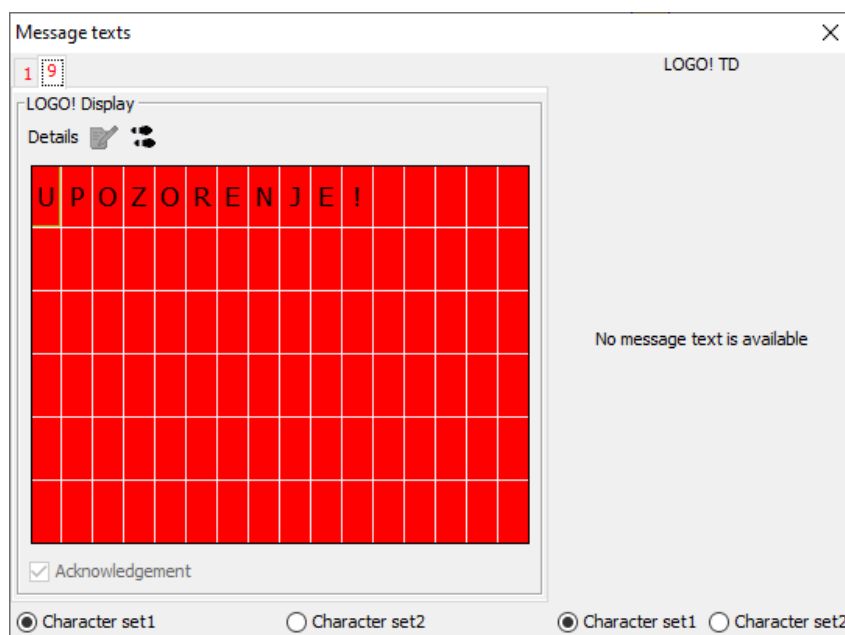 Message texts
1 9
LOGO! TD
LOGO! Display
Details
UPOZORENJE!
No message text is available
Acknowledgement
Character set1 Character set2 Character set1 Character set2